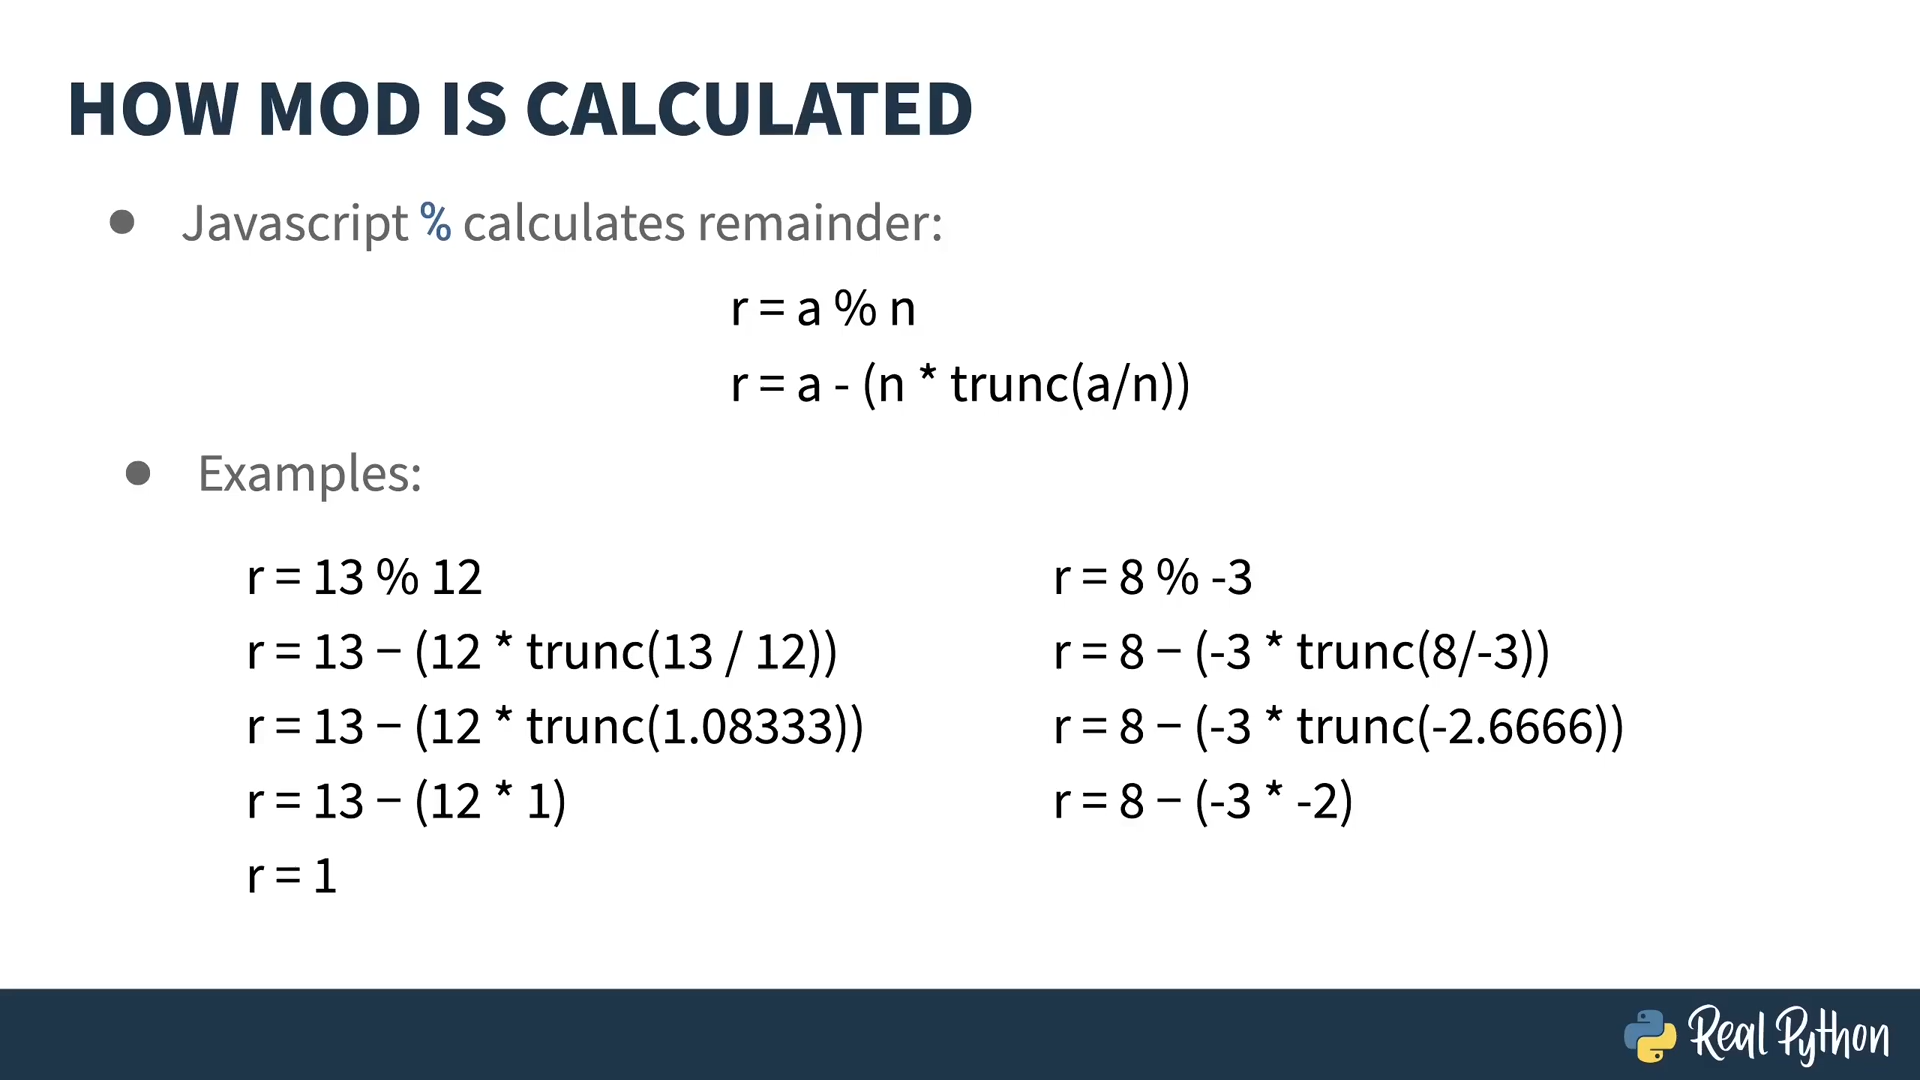 HOW MOD IS CALCULATED
● Javascript % calculates remainder:
r = a % n
r = a - (n * trunc(a/n))
● Examples:
r = 13 % 12
r = 13 − (12 * trunc(13 / 12))
r = 13 − (12 * trunc(1.08333))
r = 13 − (12 * 1)
r = 1
r = 8 % -3
r = 8 − (-3 * trunc(8/-3))
r = 8 − (-3 * trunc(-2.6666))
r = 8 − (-3 * -2)
Real Python